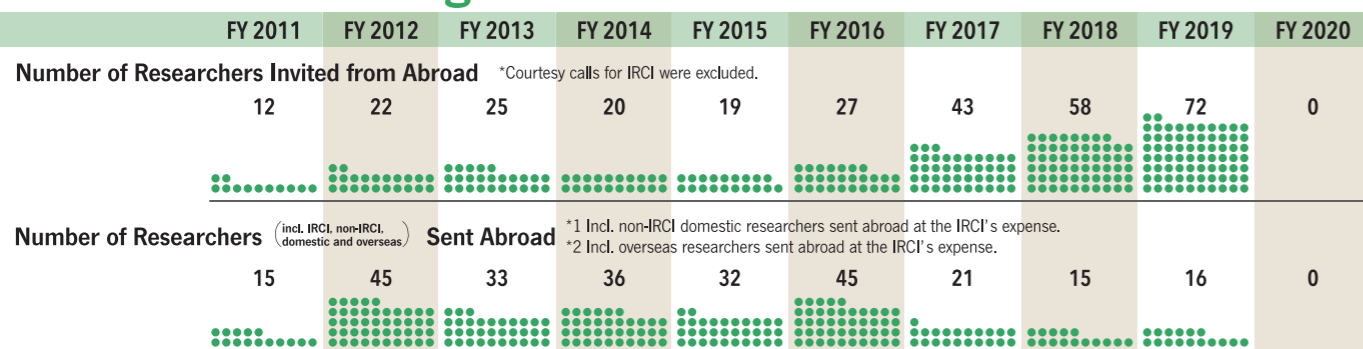 FY 2011 FY 2012 FY 2013 FY 2014 FY 2015 FY 2016 FY 2017 FY 2018 FY 2019 FY 2020
Number of Researchers Invited from Abroad *Courtesy calls for IRCI were excluded.
12 22 25 20 19 27 43 58 72 0
Number of Researchers (incl. IRCI, non-IRCI, domestic and overseas) Sent Abroad
*1 Incl. non-IRCI domestic researchers sent abroad at the IRCI's expense.
*2 Incl. overseas researchers sent abroad at the IRCI's expense.
15 45 33 36 32 45 21 15 16 0